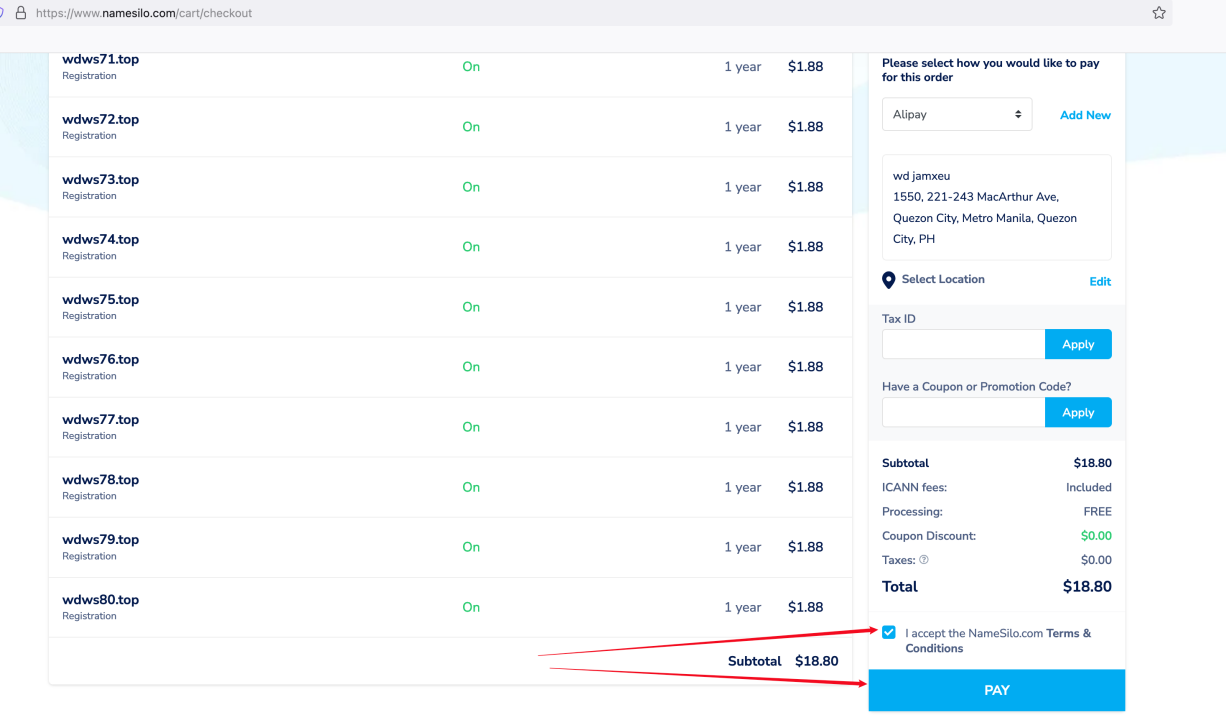 https://www.namesilo.com/cart/checkout
wdws71.top
Registration
On
1 year
$1.88
wdws72.top
Registration
On
1 year
$1.88
wdws73.top
Registration
On
1 year
$1.88
wdws74.top
Registration
On
1 year
$1.88
wdws75.top
Registration
On
1 year
$1.88
wdws76.top
Registration
On
1 year
$1.88
wdws77.top
Registration
On
1 year
$1.88
wdws78.top
Registration
On
1 year
$1.88
wdws79.top
Registration
On
1 year
$1.88
wdws80.top
Registration
On
1 year
$1.88
Subtotal $18.80
Please select how you would like to pay
for this order
Alipay
Add New
wd jamxeu
1550, 221-243 MacArthur Ave,
Quezon City, Metro Manila, Quezon
City, PH
Select Location
Edit
Tax ID
Apply
Have a Coupon or Promotion Code?
Apply
Subtotal $18.80
ICANN fees: Included
Processing: FREE
Coupon Discount: $0.00
Taxes: ? $0.00
Total $18.80
I accept the NameSilo.com Terms &
Conditions
PAY